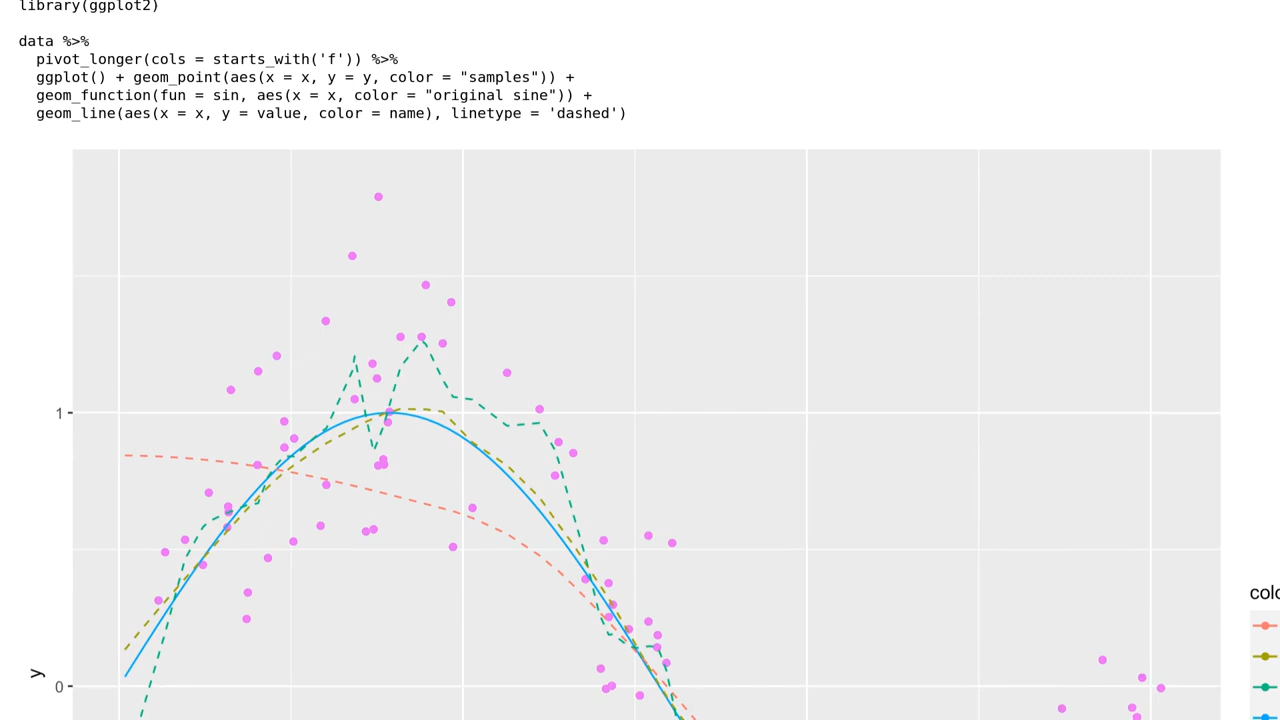 library(ggplot2)
data %>%
pivot_longer(cols = starts_with('f')) %>%
ggplot() + geom_point(aes(x = x, y = y, color = "samples")) +
geom_function(fun = sin, aes(x = x, color = "original sine")) +
geom_line(aes(x = x, y = value, color = name), linetype = 'dashed')
1
colo
y
0